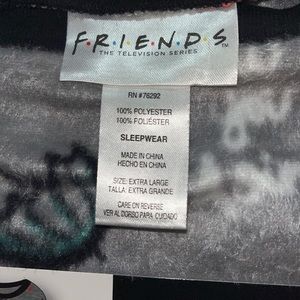 F·R·I·E·N·D·S™
THE TELEVISION SERIES
RN #76292
100% POLYESTER
100% POLIÉSTER
SLEEPWEAR
MADE IN CHINA
HECHO EN CHINA
SIZE: EXTRA LARGE
TALLA: EXTRA GRANDE
CARE ON REVERSE
VER AL DORSO PARA CUIDADO